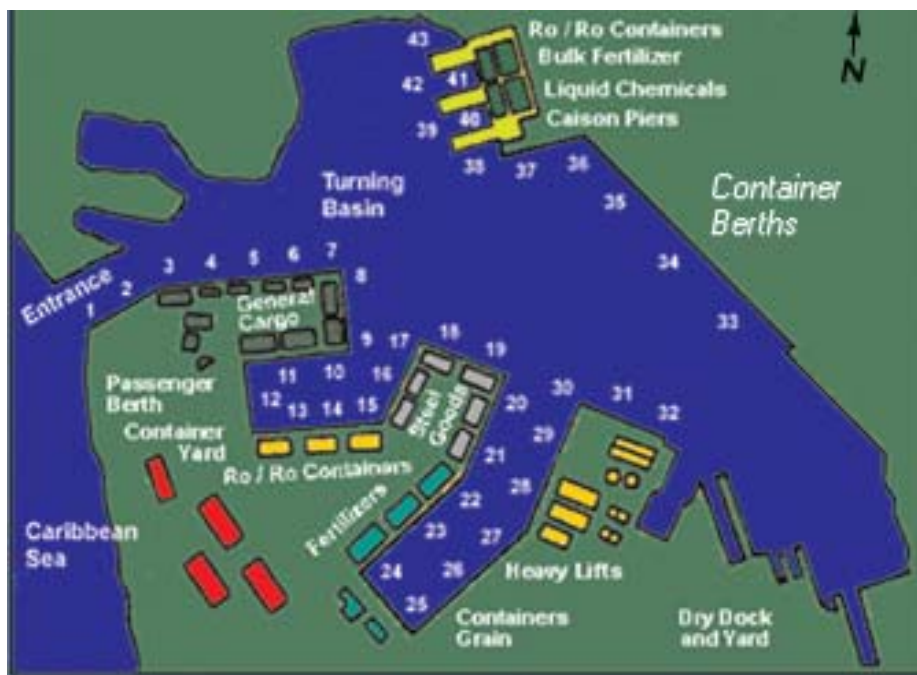 43
Ro / Ro Containers
Bulk Fertilizer
42
41
Liquid Chemicals
40
Caison Piers
39
N
38
37
36
35
Container
Berths
Turning
Basin
34
33
Entrance
1
2
3
4
5
6
7
8
General
Cargo
9
17
18
19
10
11
12
13
14
15
16
Passenger
Berth
Container
Yard
Steel
Goods
20
30
31
32
29
21
Ro / Ro Containers
Fertilizers
22
28
23
27
24
26
25
Caribbean
Sea
Heavy Lifts
Containers
Grain
Dry Dock
and Yard